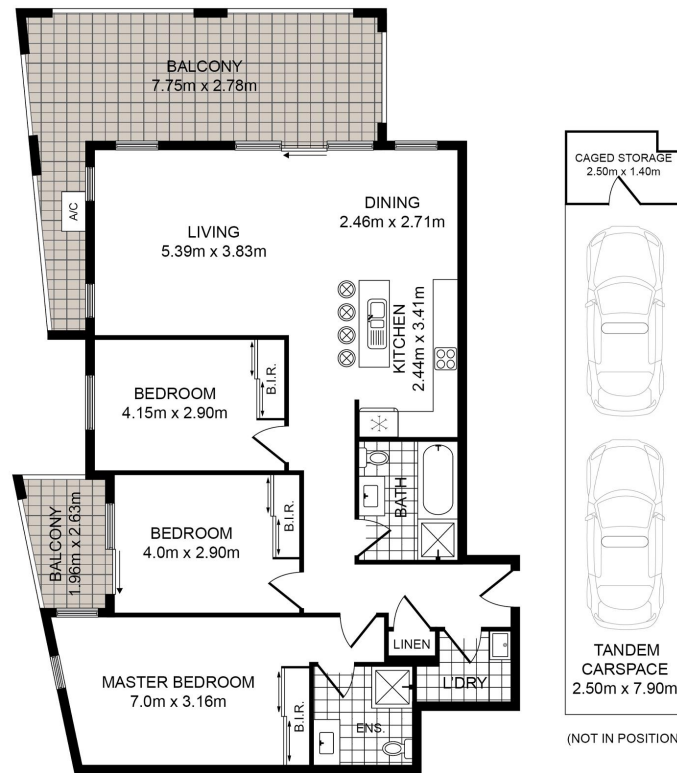 BALCONY
7.75m x 2.78m
CAGED STORAGE
2.50m x 1.40m
A/C
LIVING
5.39m x 3.83m
DINING
2.46m x 2.71m
KITCHEN
2.44m x 3.41m
BEDROOM
4.15m x 2.90m
B.I.R.
BATH
BALCONY
1.96m x 2.63m
BEDROOM
4.0m x 2.90m
B.I.R.
LINEN
L'DRY
MASTER BEDROOM
7.0m x 3.16m
B.I.R.
ENS.
TANDEM
CARSPACE
2.50m x 7.90m
(NOT IN POSITION